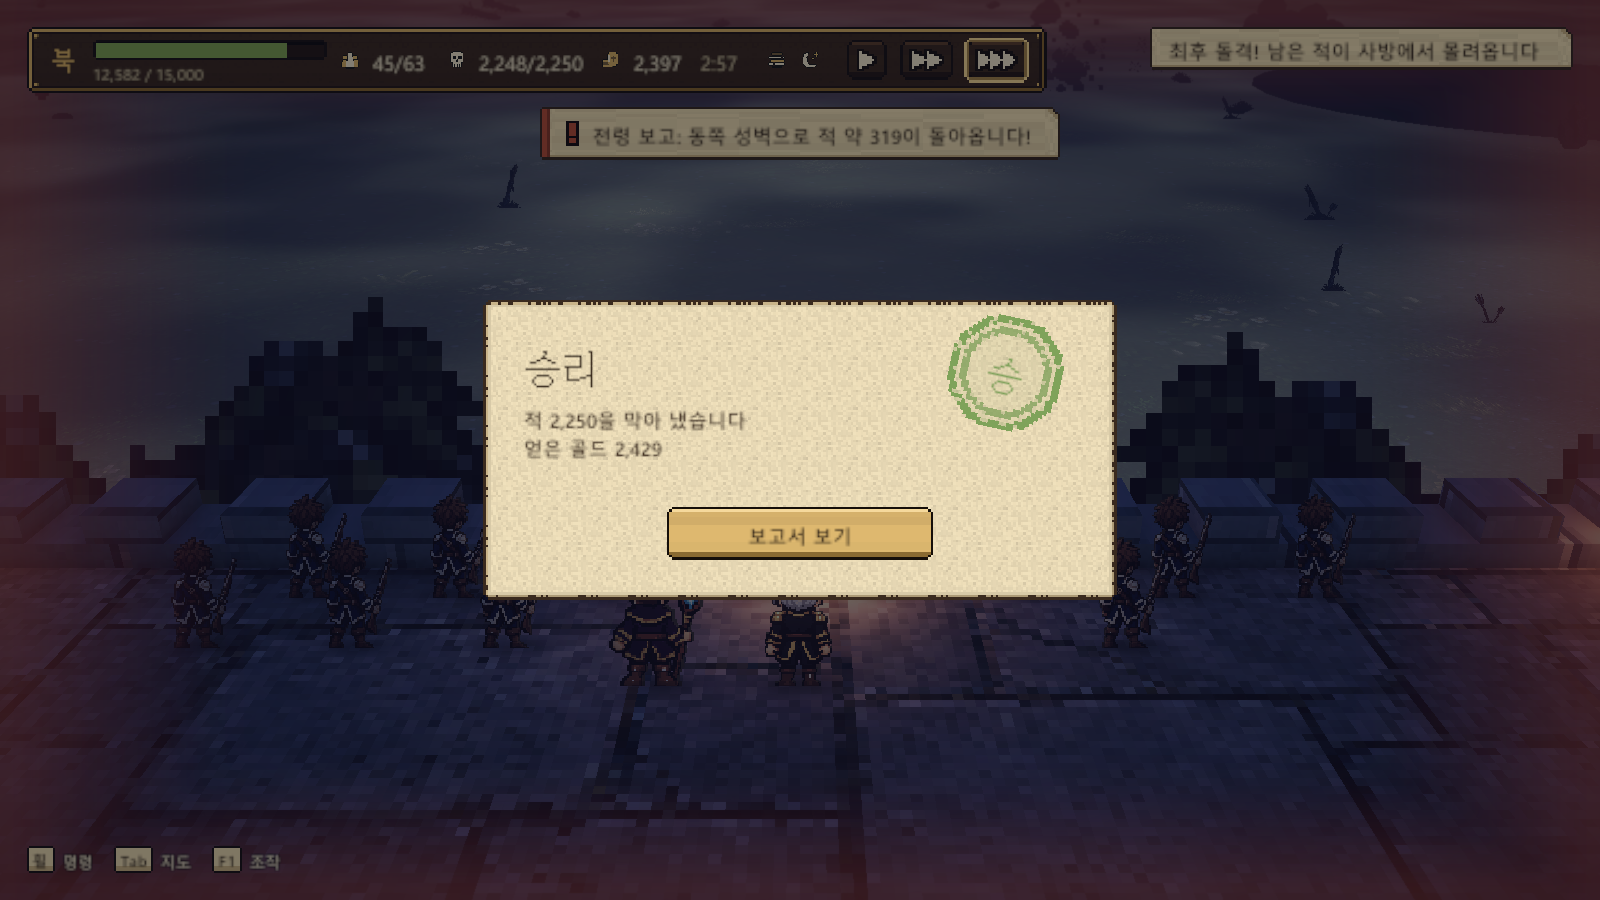 북
12,582 / 15,000
45/63
2,248/2,250
2,397
2:57
최후 돌격! 남은 적이 사방에서 몰려옵니다
전령 보고: 동쪽 성벽으로 적 약 319이 돌아옵니다!
승리
승
적 2,250을 막아 냈습니다
얻은 골드 2,429
보고서 보기
휠 명령 Tab 지도 F1 조작